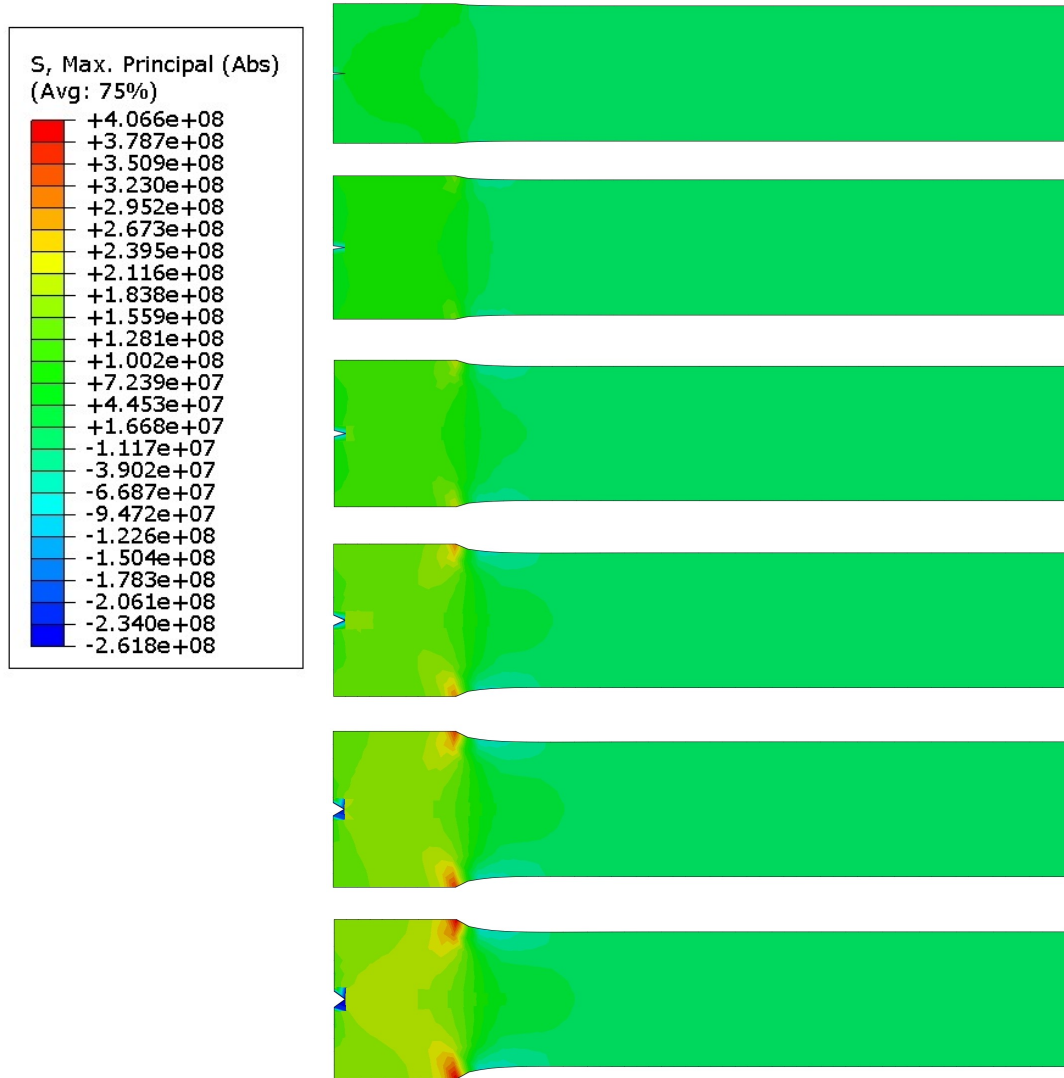 S, Max. Principal (Abs)
(Avg: 75%)
+4.066e+08
+3.787e+08
+3.509e+08
+3.230e+08
+2.952e+08
+2.673e+08
+2.395e+08
+2.116e+08
+1.838e+08
+1.559e+08
+1.281e+08
+1.002e+08
+7.239e+07
+4.453e+07
+1.668e+07
-1.117e+07
-3.902e+07
-6.687e+07
-9.472e+07
-1.226e+08
-1.504e+08
-1.783e+08
-2.061e+08
-2.340e+08
-2.618e+08